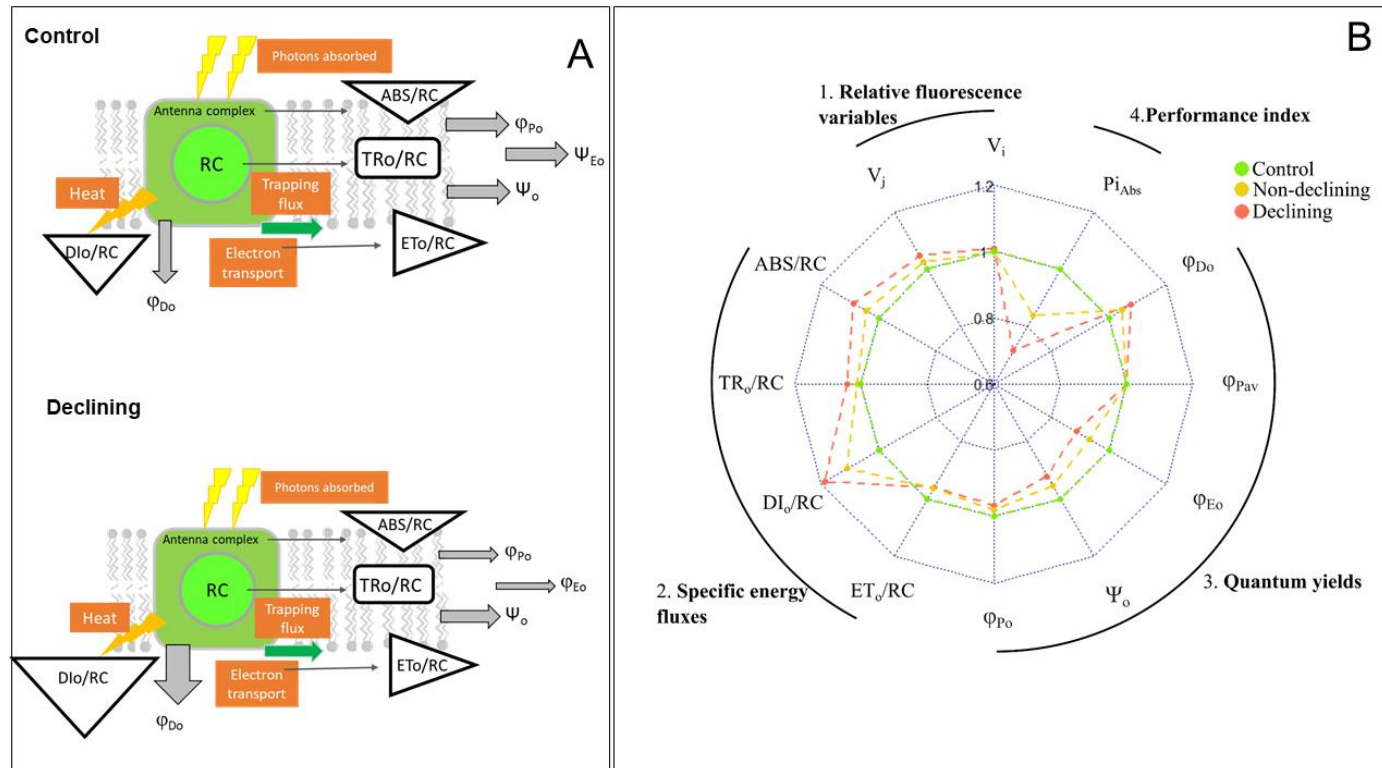 A
Control
Photons absorbed
Antenna complex
ABS/RC
φPo
RC
TRo/RC
ΨEo
Heat
Trapping
flux
Ψo
DIo/RC
Electron
transport
ETo/RC
φDo
Declining
Photons absorbed
Antenna complex
ABS/RC
φPo
RC
TRo/RC
φEo
Heat
Trapping
flux
Ψo
DIo/RC
Electron
transport
ETo/RC
φDo
B
1. Relative fluorescence
variables
4.Performance index
Vi
Control
Non-declining
Declining
Vj
PiAbs
1.2
ABS/RC
1
φDo
0.8
TRo/RC
0.6
φPav
DIo/RC
φEo
ETo/RC
φPo
Ψo
2. Specific energy
fluxes
3. Quantum yields